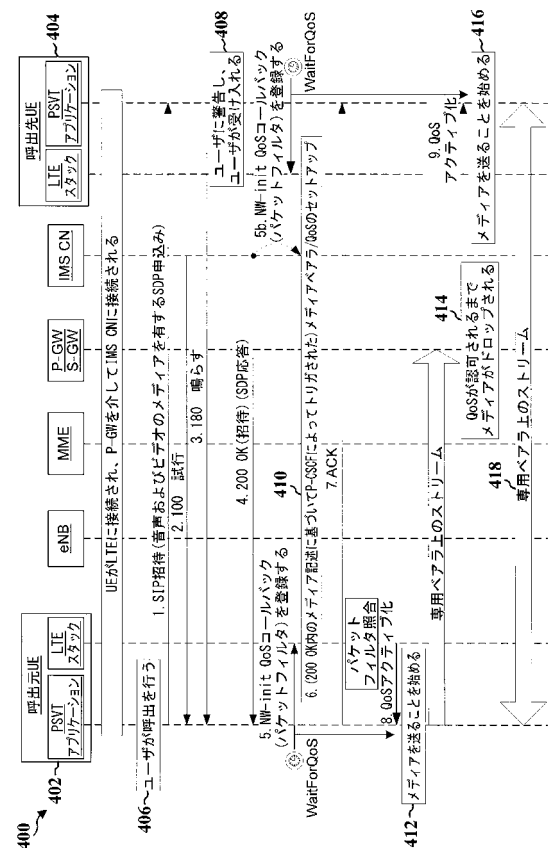 400
402
呼出元UE
PSVT
アプリケーション
LTE
スタック
eNB
MME
P-GW
S-GW
IMS CN
呼出先UE
LTE
スタック
PSVT
アプリケーション
404
UEがLTEに接続され、P-GWを介してIMS CNに接続される
406
ユーザが呼出を行う
1.SIP招待(音声およびビデオのメディアを有するSDP申込み)
2.100 試行
3.180 鳴らす
408
ユーザに警告し、
ユーザが受け入れる
4.200 OK(招待)(SDP応答)
5.NW-init QoSコールバック
(パケットフィルタ)を登録する
5b.NW-init QoSコールバック
(パケットフィルタ)を登録する
WaitForQoS
WaitForQoS
410
6.(200 OK内のメディア記述に基づいてP-CSCFによってトリガされた)メディアベアラ/QoSのセットアップ
7.ACK
パケット
フィルタ照合
8.QoSアクティブ化
9.QoS
アクティブ化
412
メディアを送ることを始める
専用ベアラ上のストリーム
414
QoSが認可されるまで
メディアがドロップされる
416
メディアを送ることを始める
418
専用ベアラ上のストリーム